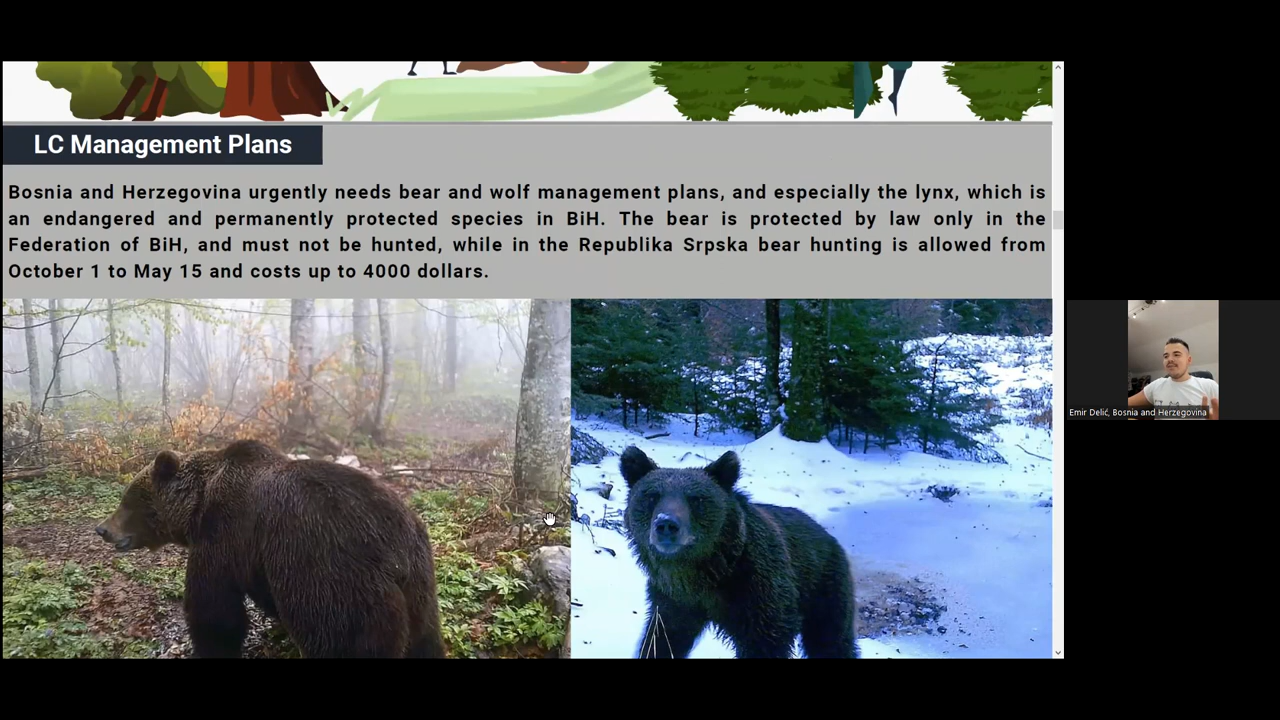 LC Management Plans
Bosnia and Herzegovina urgently needs bear and wolf management plans, and especially the lynx, which is
an endangered and permanently protected species in BiH. The bear is protected by law only in the
Federation of BiH, and must not be hunted, while in the Republika Srpska bear hunting is allowed from
October 1 to May 15 and costs up to 4000 dollars.
Emir Delić, Bosnia and Herzegovina